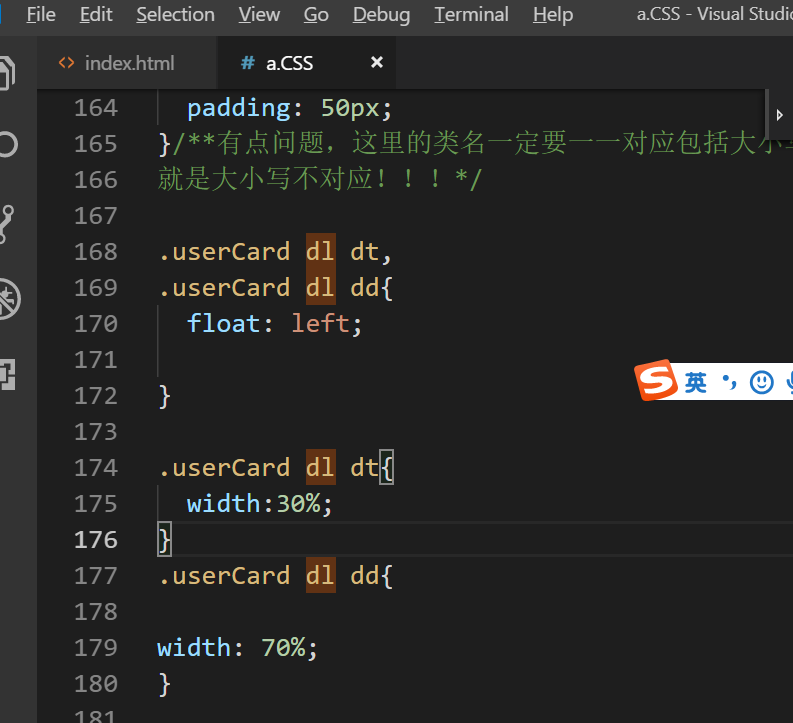 File Edit Selection View Go Debug Terminal Help a.CSS - Visual Studio
<> index.html # a.CSS ×
164 padding: 50px;
165 }/**有点问题，这里的类名一定要一一对应包括大小
166 就是大小写不对应！！！*/
167
168 .userCard dl dt,
169 .userCard dl dd{
170 float: left;
171
172 }
173
英
174 .userCard dl dt{
175 width:30%;
176 }
177 .userCard dl dd{
178
179 width: 70%;
180 }
181